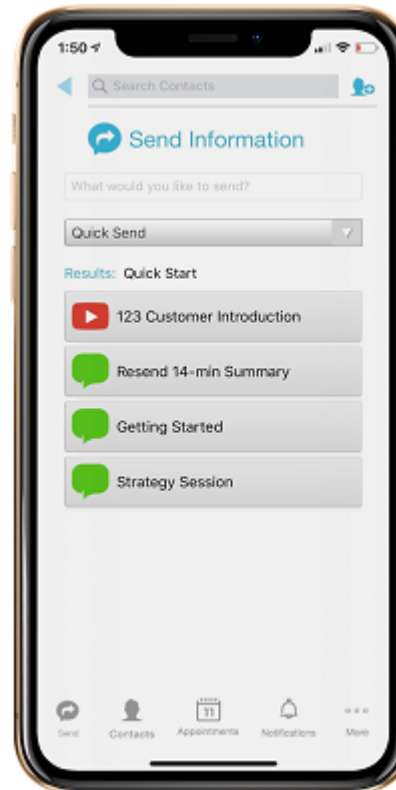 1:50
Search Contacts
Send Information
What would you like to send?
Quick Send
Results: Quick Start
123 Customer Introduction
Resend 14-min Summary
Getting Started
Strategy Session
11
Send
Contacts
Appointments
Notifications
More